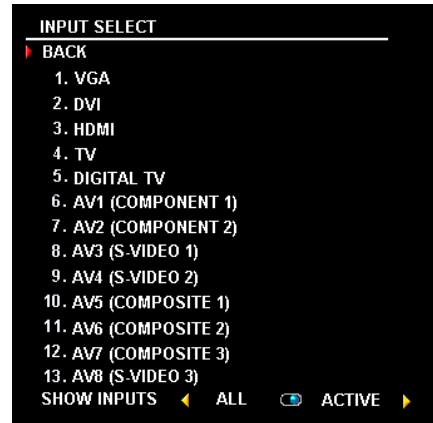 INPUT SELECT
BACK
1. VGA
2. DVI
3. HDMI
4. TV
5. DIGITAL TV
6. AV1 (COMPONENT 1)
7. AV2 (COMPONENT 2)
8. AV3 (S-VIDEO 1)
9. AV4 (S-VIDEO 2)
10. AV5 (COMPOSITE 1)
11. AV6 (COMPOSITE 2)
12. AV7 (COMPOSITE 3)
13. AV8 (S-VIDEO 3)
SHOW INPUTS ALL ACTIVE